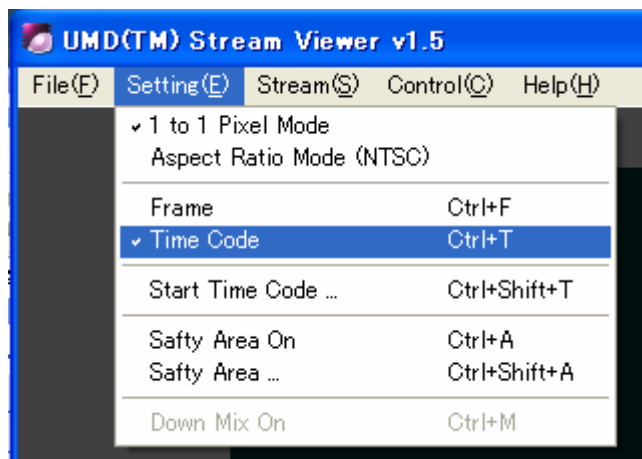 UMD(TM) Stream Viewer v1.5
File(F) Setting(E) Stream(S) Control(C) Help(H)
1 to 1 Pixel Mode
Aspect Ratio Mode (NTSC)
Frame Ctrl+F
Time Code Ctrl+T
Start Time Code ... Ctrl+Shift+T
Safty Area On Ctrl+A
Safty Area ... Ctrl+Shift+A
Down Mix On Ctrl+M